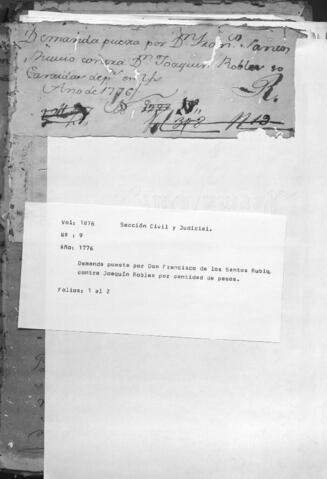 Demanda puesta por Dn Fran. Santos
Rubio contra Dn Joaquin Robles so
Año de 1776
R.
Vol: 1876 Sección Civil y Judicial.
Nº : 9
Año: 1776
Demanda puesta por Don Francisco de los Santos Rubio,
contra Joaquín Robles por cantidad de pesos.
Folios: 1 al 2